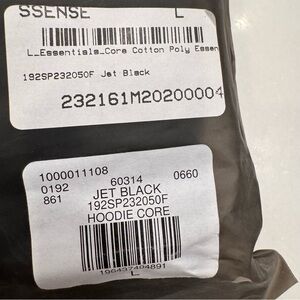 SSENSE L
L_Essentials_Core Cotton Poly Essen
192SP232050F Jet Black
232161M20200004
1000011108
0192 60314 0660
861 JET BLACK
192SP232050F
HOODIE CORE
196437404891
L